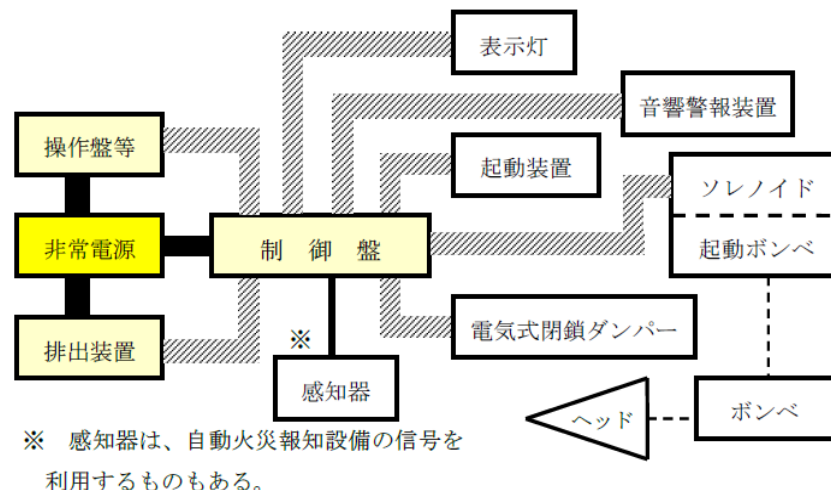 表示灯
音響警報装置
操作盤等
起動装置
ソレノイド
非常電源
制御盤
起動ボンベ
排出装置
電気式閉鎖ダンパー
※
感知器
ヘッド
ボンベ
※　感知器は、自動火災報知設備の信号を
利用するものもある。